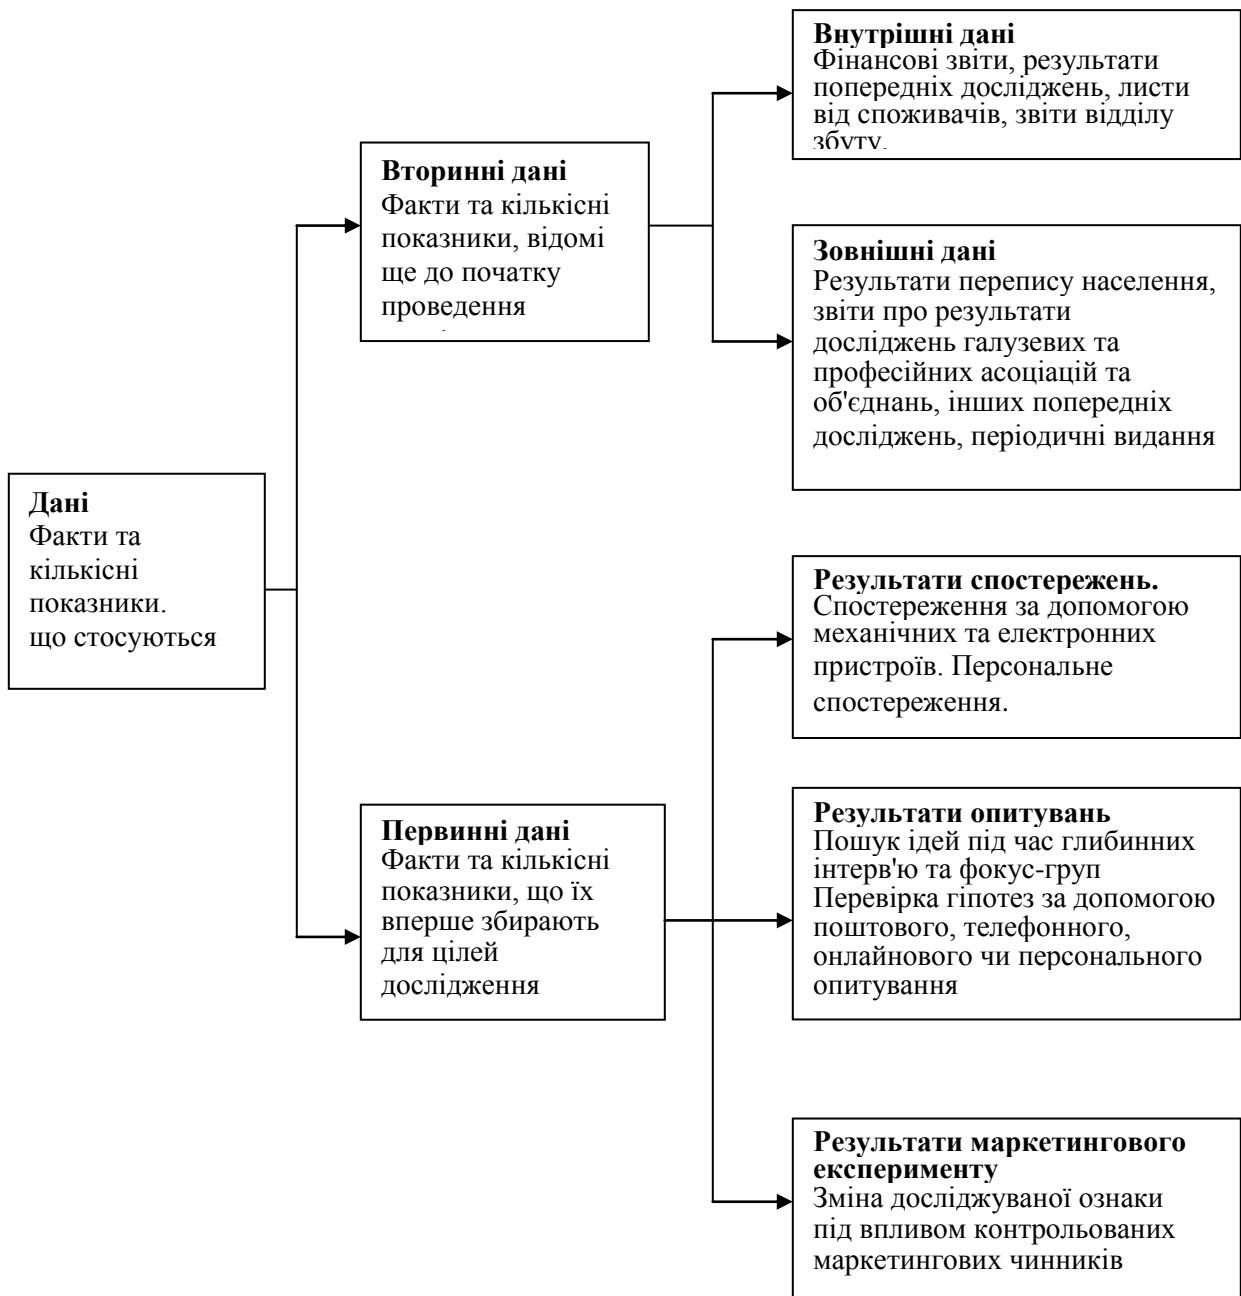 Внутрішні дані
Фінансові звіти, результати
попередніх досліджень, листи
від споживачів, звіти відділу
збуту.
Вторинні дані
Факти та кількісні
показники, відомі
ще до початку
проведення
Зовнішні дані
Результати перепису населення,
звіти про результати
досліджень галузевих та
професійних асоціацій та
об'єднань, інших попередніх
досліджень, періодичні видання
Дані
Факти та
кількісні
показники.
що стосуються
Результати спостережень.
Спостереження за допомогою
механічних та електронних
пристроїв. Персональне
спостереження.
Первинні дані
Факти та кількісні
показники, що їх
вперше збирають
для цілей
дослідження
Результати опитувань
Пошук ідей під час глибинних
інтерв'ю та фокус-груп
Перевірка гіпотез за допомогою
поштового, телефонного,
онлайнового чи персонального
опитування
Результати маркетингового
експерименту
Зміна досліджуваної ознаки
під впливом контрольованих
маркетингових чинників